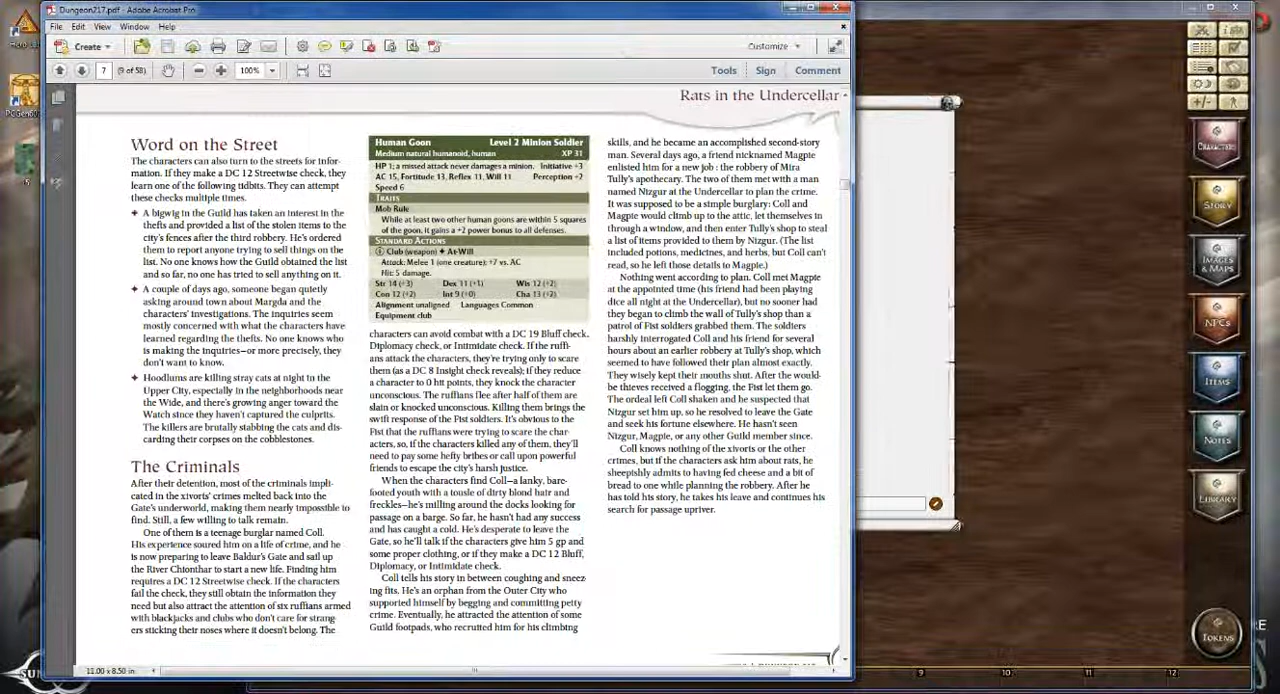 Dungeon217.pdf - Adobe Acrobat Pro
File Edit View Window Help
Create
Customize
7 (9 of 58)
100%
Tools Sign Comment
Rats in the Undercellar
Word on the Street
The characters can also turn to the streets for infor-
mation. If they make a DC 12 Streetwise check, they
learn one of the following tidbits. They can attempt
these checks multiple times.
A bigwig in the Guild has taken an interest in the
thefts and provided a list of the stolen items to the
city's fences after the third robbery. He's ordered
them to report anyone trying to sell things on the
list. No one knows how the Guild obtained the list
and so far, no one has tried to sell anything on it.
A couple of days ago, someone began quietly
asking around town about Margda and the
characters' investigations. The inquiries seem
mostly concerned with what the characters have
learned regarding the thefts. No one knows who
is making the inquiries—or more precisely, they
don't want to know.
Hoodlums are killing stray cats at night in the
Upper City, especially in the neighborhoods near
the Wide, and there's growing anger toward the
Watch since they haven't captured the culprits.
The killers are brutally stabbing the cats and dis-
carding their corpses on the cobblestones.
The Criminals
After their detention, most of the criminals impli-
cated in the xivorts' crimes melted back into the
Gate's underworld, making them nearly impossible to
find. Still, a few willing to talk remain.
One of them is a teenage burglar named Coll.
His experience soured him on a life of crime, and he
is now preparing to leave Baldur's Gate and sail up
the River Chionthar to start a new life. Finding him
requires a DC 12 Streetwise check. If the characters
fail the check, they still obtain the information they
need but also attract the attention of six ruffians armed
with blackjacks and clubs who don't care for strang-
ers sticking their noses where it doesn't belong. The
Human Goon Level 2 Minion Soldier
Medium natural humanoid, human XP 31
HP 1; a missed attack never damages a minion. Initiative +3
AC 15, Fortitude 13, Reflex 11, Will 11 Perception +2
Speed 6
Traits
Mob Rule
While at least two other human goons are within 5 squares
of the goon, it gains a +2 power bonus to all defenses.
Standard Actions
Club (weapon) ✦ At-Will
Attack: Melee 1 (one creature); +7 vs. AC
Hit: 5 damage.
Str 14 (+3) Dex 11 (+1) Wis 12 (+2)
Con 12 (+2) Int 9 (+0) Cha 13 (+2)
Alignment unaligned Languages Common
Equipment club
characters can avoid combat with a DC 19 Bluff check,
Diplomacy check, or Intimidate check. If the ruffi-
ans attack the characters, they're trying only to scare
them (as a DC 8 Insight check reveals); if they reduce
a character to 0 hit points, they knock the character
unconscious. The ruffians flee after half of them are
slain or knocked unconscious. Killing them brings the
swift response of the Fist soldiers. It's obvious to the
Fist that the ruffians were trying to scare the char-
acters, so, if the characters killed any of them, they'll
need to pay some hefty bribes or call upon powerful
friends to escape the city's harsh justice.
When the characters find Coll—a lanky, bare-
footed youth with a tousle of dirty blond hair and
freckles—he's milling around the docks looking for
passage on a barge. So far, he hasn't had any success
and has caught a cold. He's desperate to leave the
Gate, so he'll talk if the characters give him 5 gp and
some proper clothing, or if they make a DC 12 Bluff,
Diplomacy, or Intimidate check.
Coll tells his story in between coughing and sneez-
ing fits. He's an orphan from the Outer City who
supported himself by begging and committing petty
crime. Eventually, he attracted the attention of some
Guild footpads, who recruited him for his climbing
skills, and he became an accomplished second-story
man. Several days ago, a friend nicknamed Magpie
enlisted him for a new job : the robbery of Mira
Tully's apothecary. The two of them met with a man
named Nizgur at the Undercellar to plan the crime.
It was supposed to be a simple burglary: Coll and
Magpie would climb up to the attic, let themselves in
through a window, and then enter Tully's shop to steal
a list of items provided to them by Nizgur. (The list
included potions, medicines, and herbs, but Coll can't
read, so he left those details to Magpie.)
Nothing went according to plan. Coll met Magpie
at the appointed time (his friend had been playing
dice all night at the Undercellar), but no sooner had
they began to climb the wall of Tully's shop than a
patrol of Fist soldiers grabbed them. The soldiers
harshly interrogated Coll and his friend for several
hours about an earlier robbery at Tully's shop, which
seemed to have followed their plan almost exactly.
They wisely kept their mouths shut. After the would-
be thieves received a flogging, the Fist let them go.
The ordeal left Coll shaken and he suspected that
Nizgur set him up, so he resolved to leave the Gate
and seek his fortune elsewhere. He hasn't seen
Nizgur, Magpie, or any other Guild member since.
Coll knows nothing of the xivorts or the other
crimes, but if the characters ask him about rats, he
sheepishly admits to having fed cheese and a bit of
bread to one while planning the robbery. After he
has told his story, he takes his leave and continues his
search for passage upriver.
11.00 x 8.50 in
Characters
Story
Images & Maps
NPCs
Items
Notes
Library
Tokens
9 10 11 12